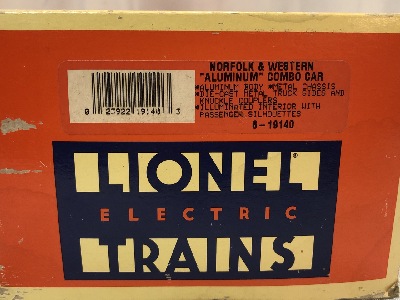 NORFOLK & WESTERN
"ALUMINUM" COMBO CAR
*ALUMINUM BODY *METAL CHASSIS
*DIE-CAST METAL TRUCK SIDES AND
KNUCKLE COUPLERS
*ILLUMINATED INTERIOR WITH
PASSENGER SILHOUETTES
6-19140
0 23922 19140 3
LIONEL®
ELECTRIC
TRAINS